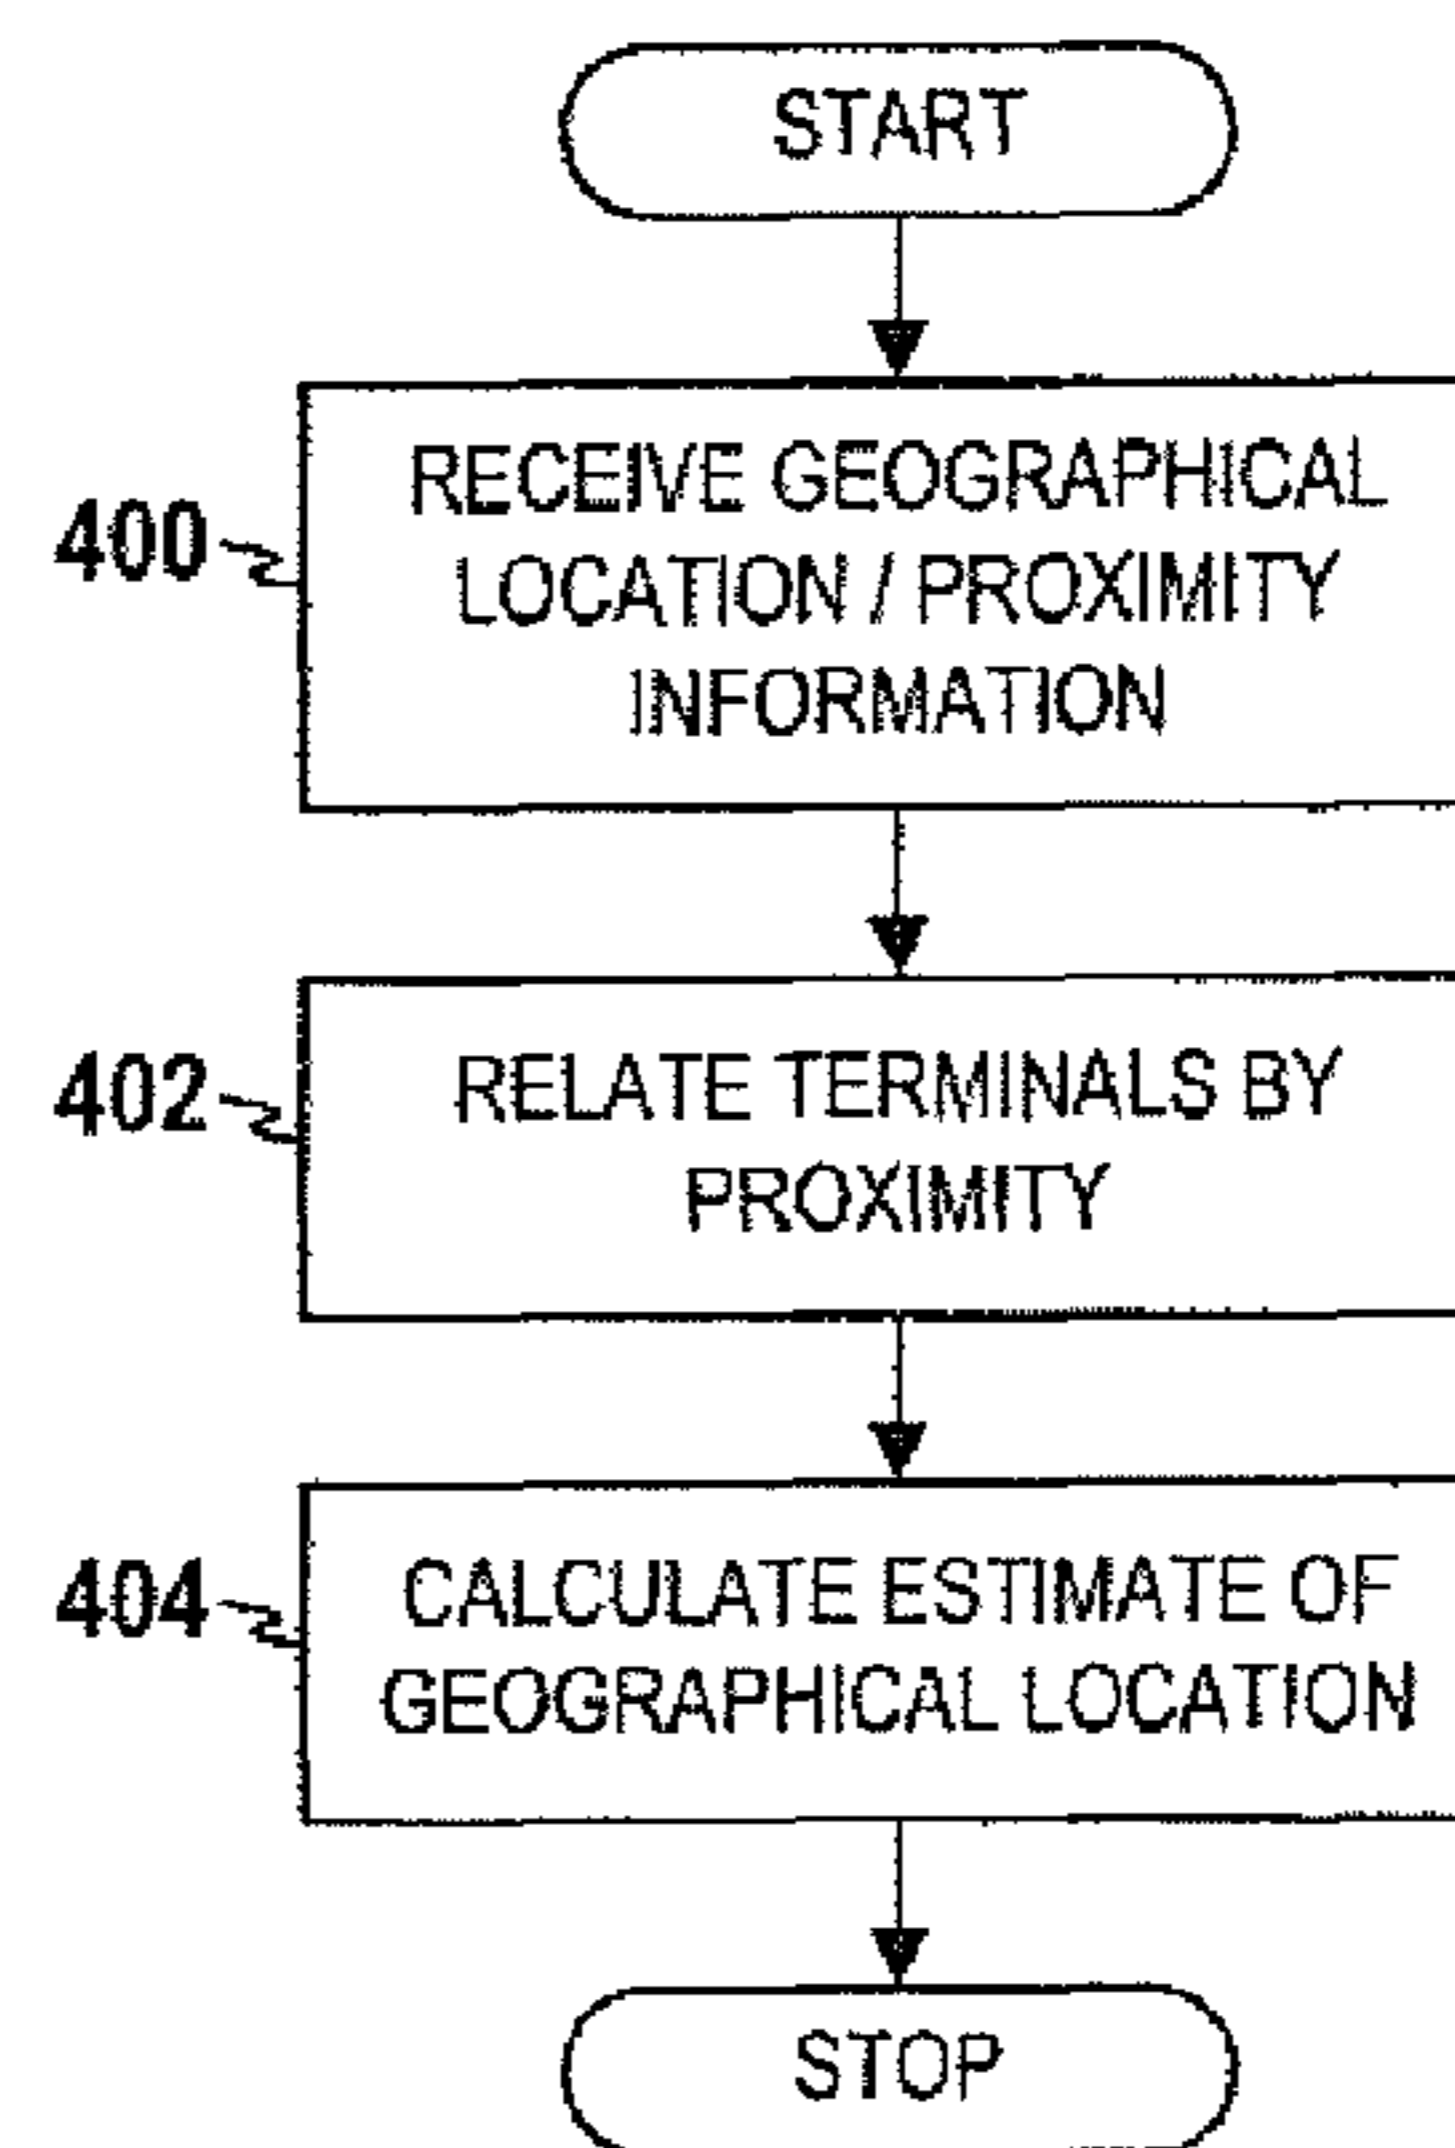 START
400
RECEIVE GEOGRAPHICAL
LOCATION / PROXIMITY
INFORMATION
402
RELATE TERMINALS BY
PROXIMITY
404
CALCULATE ESTIMATE OF
GEOGRAPHICAL LOCATION
STOP